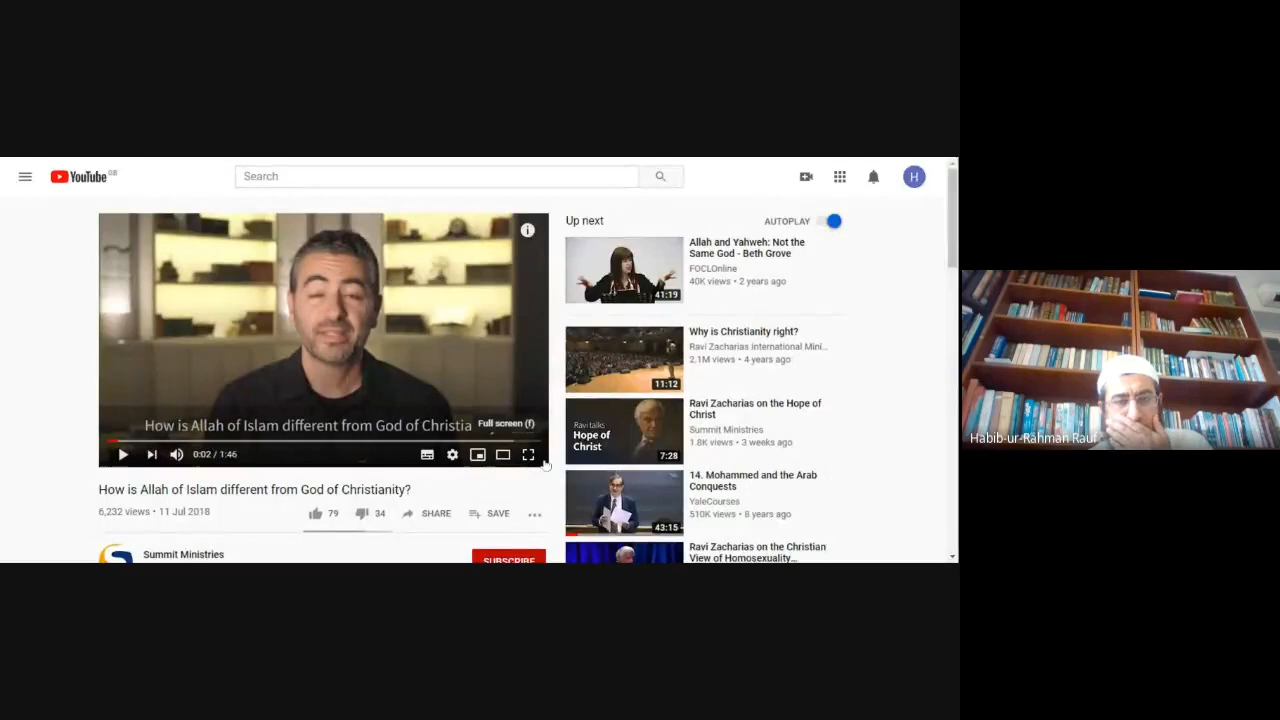 YouTube GB
Search
H
How is Allah of Islam different from God of Christia
Full screen (f)
0:02 / 1:46
How is Allah of Islam different from God of Christianity?
6,232 views • 11 Jul 2018
79
34
SHARE
SAVE
Summit Ministries
SUBSCRIBE
Up next
AUTOPLAY
41:19
Allah and Yahweh: Not the
Same God - Beth Grove
FOCLOnline
40K views • 2 years ago
11:12
Why is Christianity right?
Ravi Zacharias International Mini...
2.1M views • 4 years ago
Ravi talks
Hope of
Christ
7:28
Ravi Zacharias on the Hope of
Christ
Summit Ministries
1.8K views • 3 weeks ago
43:15
14. Mohammed and the Arab
Conquests
YaleCourses
510K views • 8 years ago
Ravi Zacharias on the Christian
View of Homosexuality...
Habib-ur-Rahman Rauf